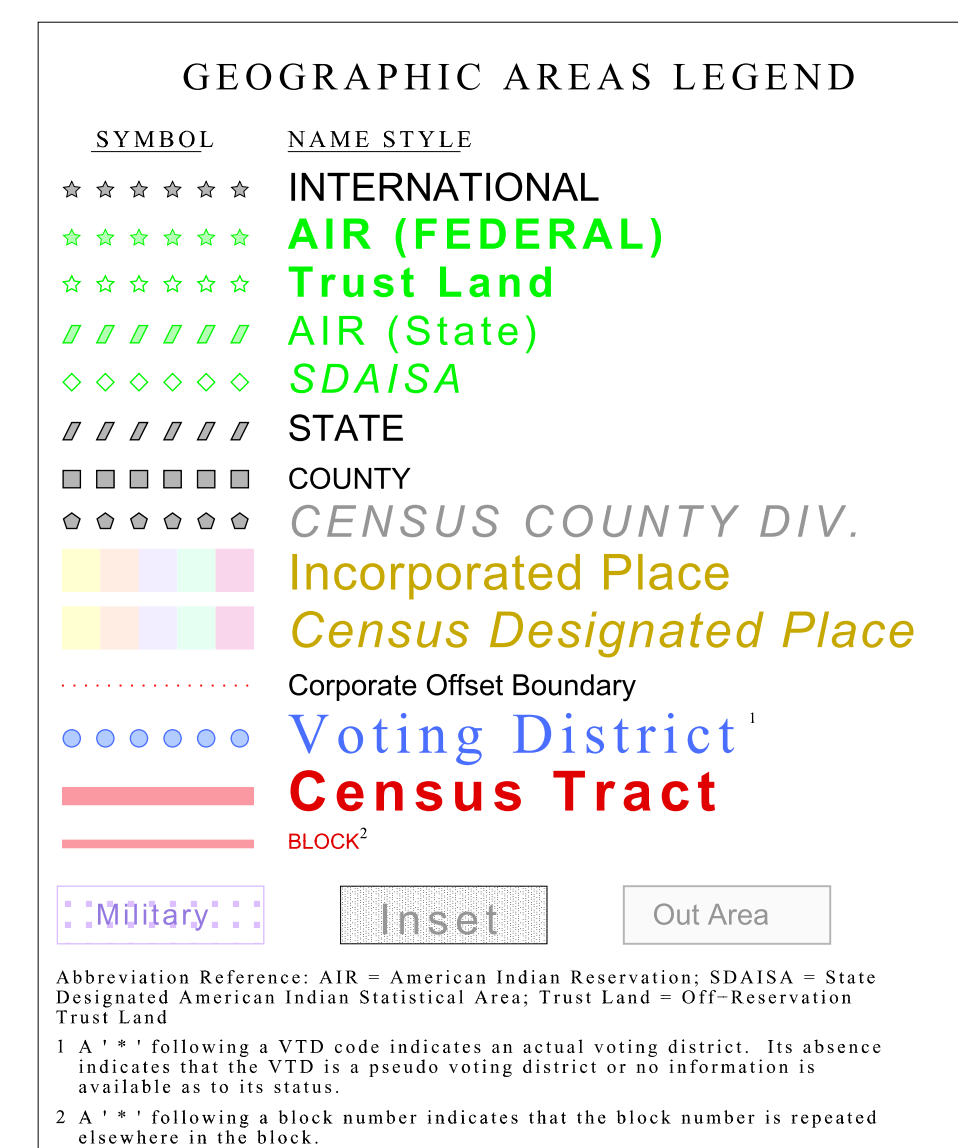 GEOGRAPHIC AREAS LEGEND
SYMBOL NAME STYLE
INTERNATIONAL
AIR (FEDERAL)
Trust Land
AIR (State)
SDAISA
STATE
COUNTY
CENSUS COUNTY DIV.
Incorporated Place
Census Designated Place
Corporate Offset Boundary
Voting District 1
Census Tract
BLOCK2
Military Inset Out Area
Abbreviation Reference: AIR = American Indian Reservation; SDAISA = State
Designated American Indian Statistical Area; Trust Land = Off−Reservation
Trust Land
1 A ' * ' following a VTD code indicates an actual voting district. Its absence
indicates that the VTD is a pseudo voting district or no information is
available as to its status.
2 A ' * ' following a block number indicates that the block number is repeated
elsewhere in the block.